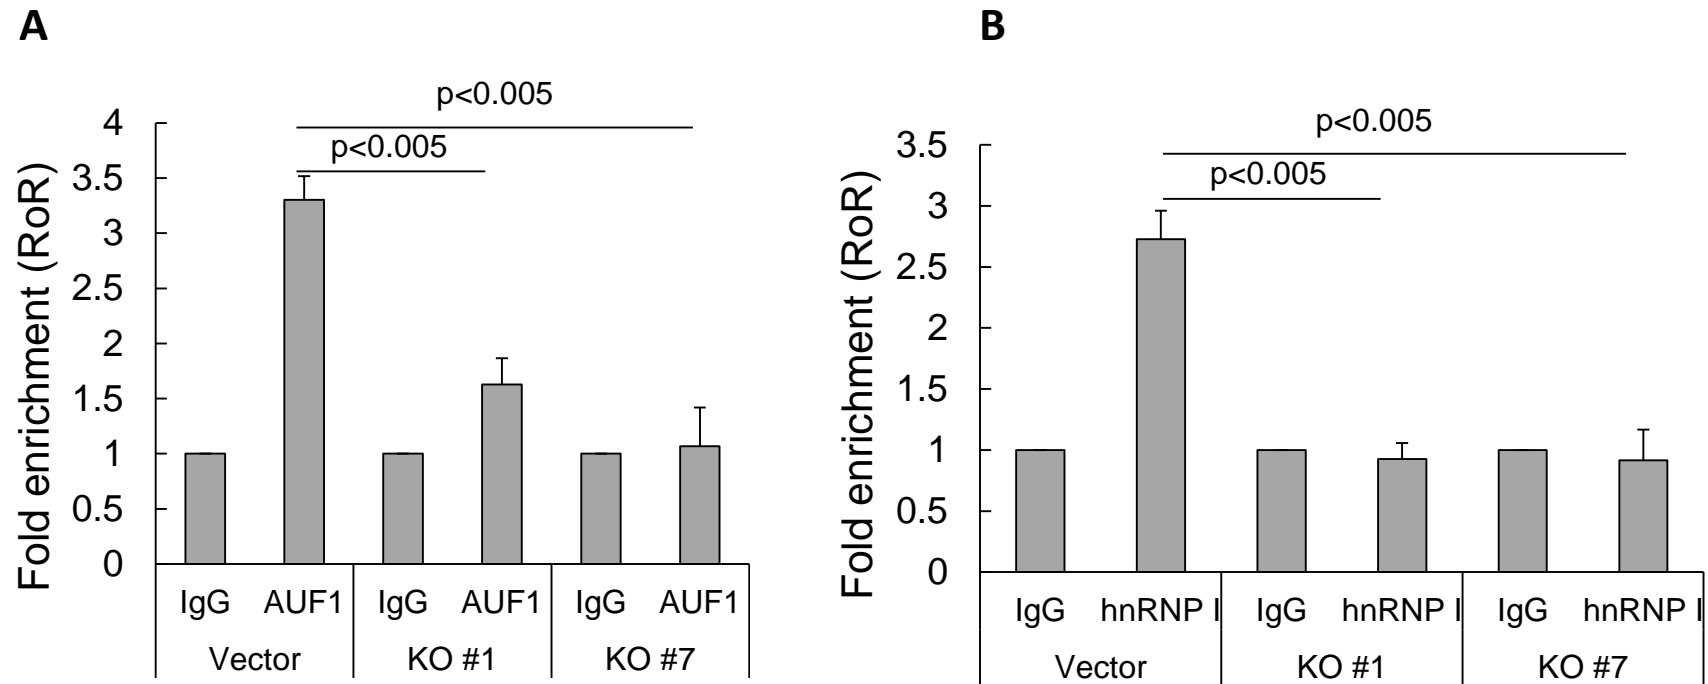 A
p<0.005
p<0.005
Fold enrichment (RoR)
4
3.5
3
2.5
2
1.5
1
0.5
0
IgG AUF1 IgG AUF1 IgG AUF1
Vector KO #1 KO #7
B
p<0.005
p<0.005
Fold enrichment (RoR)
3.5
3
2.5
2
1.5
1
0.5
0
IgG hnRNP I IgG hnRNP I IgG hnRNP I
Vector KO #1 KO #7